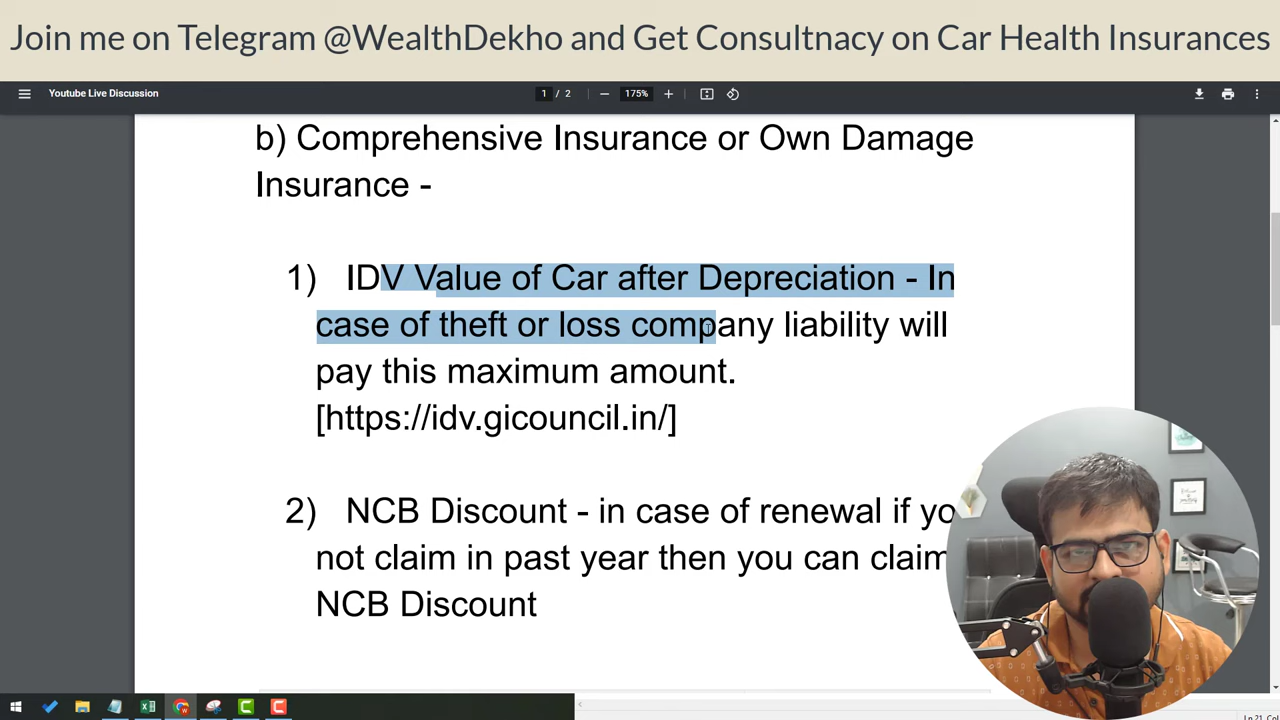 Join me on Telegram @WealthDekho and Get Consultnacy on Car Health Insurances
Youtube Live Discussion
1 / 2
175%
b) Comprehensive Insurance or Own Damage
Insurance -
1) IDV Value of Car after Depreciation - In
case of theft or loss company liability will
pay this maximum amount.
[https://idv.gicouncil.in/]
2) NCB Discount - in case of renewal if yo
not claim in past year then you can claim
NCB Discount